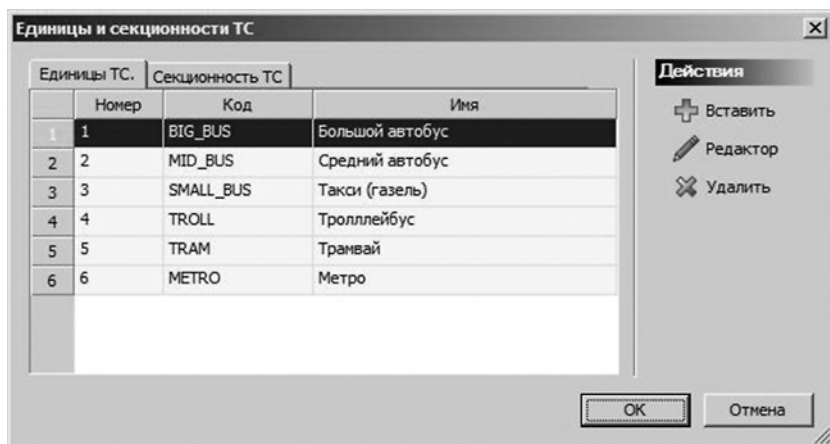 Единицы и секционности ТС
Единицы ТС. Секционность ТС
Номер Код Имя
1 1 BIG_BUS Большой автобус
2 2 MID_BUS Средний автобус
3 3 SMALL_BUS Такси (газель)
4 4 TROLL Тролллейбус
5 5 TRAM Трамвай
6 6 METRO Метро
Действия
Вставить
Редактор
Удалить
OK Отмена